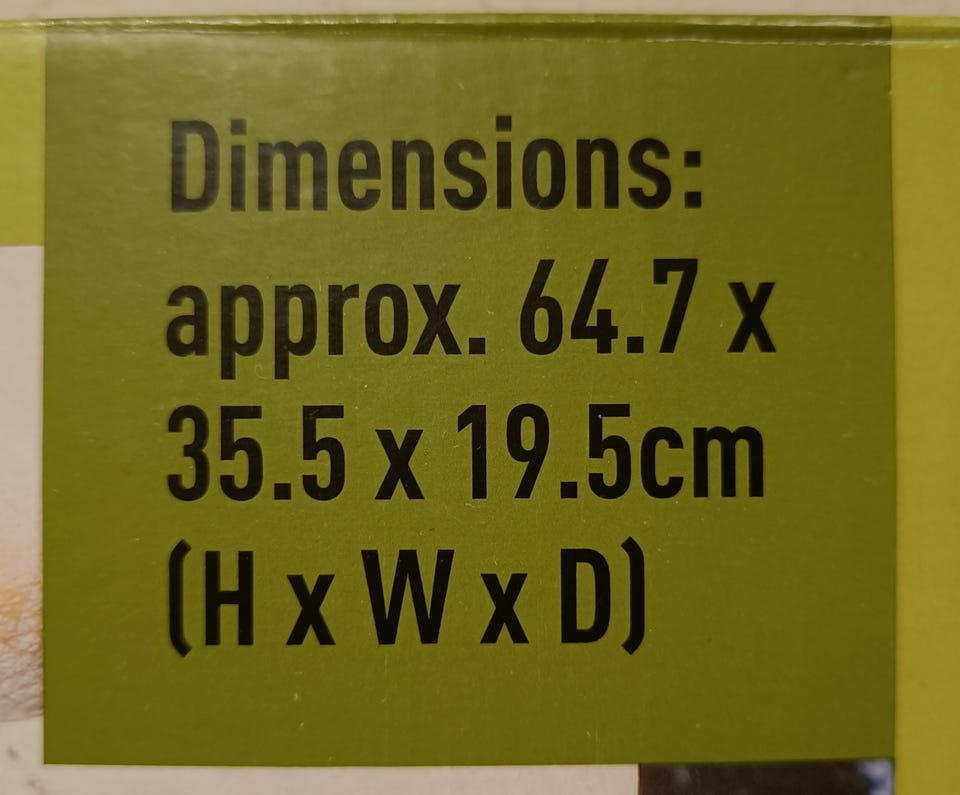 Dimensions:
approx. 64.7 x
35.5 x 19.5cm
(H x W x D)